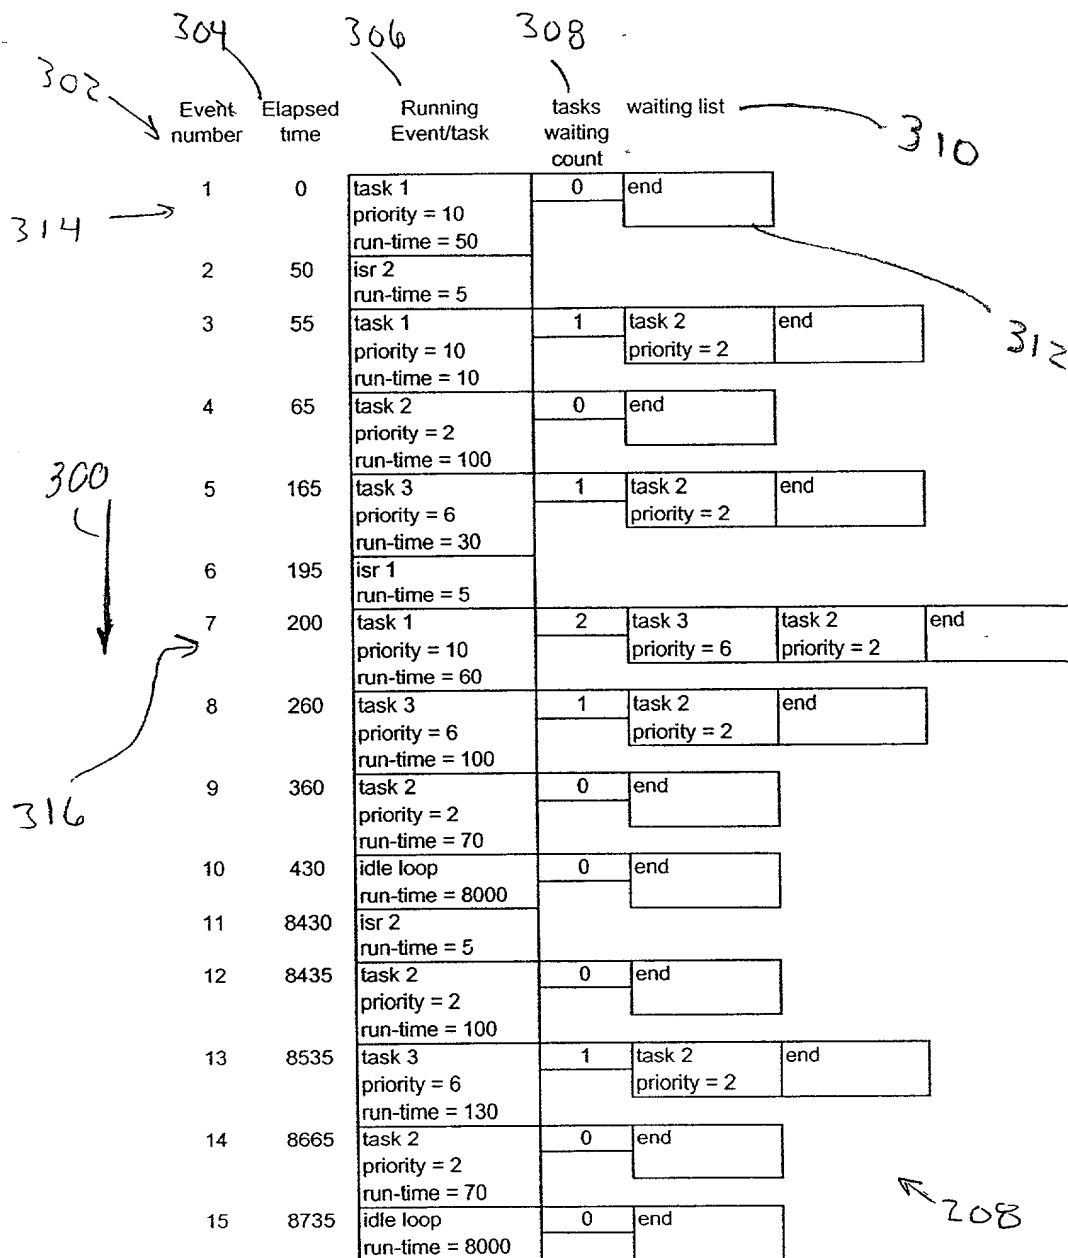 304 306 308
302
Event Elapsed Running tasks waiting list
number time Event/task waiting
count
310
1 0 task 1 0 end
priority = 10
314
run-time = 50
2 50 isr 2
run-time = 5
3 55 task 1 1 task 2 end
312
priority = 10 priority = 2
run-time = 10
4 65 task 2 0 end
priority = 2
run-time = 100
300
5 165 task 3 1 task 2 end
priority = 6 priority = 2
run-time = 30
6 195 isr 1
run-time = 5
7 200 task 1 2 task 3 task 2 end
priority = 10 priority = 6 priority = 2
run-time = 60
8 260 task 3 1 task 2 end
priority = 6 priority = 2
run-time = 100
9 360 task 2 0 end
316
priority = 2
run-time = 70
10 430 idle loop 0 end
run-time = 8000
11 8430 isr 2
run-time = 5
12 8435 task 2 0 end
priority = 2
run-time = 100
13 8535 task 3 1 task 2 end
priority = 6 priority = 2
run-time = 130
14 8665 task 2 0 end
priority = 2
run-time = 70
208
15 8735 idle loop 0 end
run-time = 8000